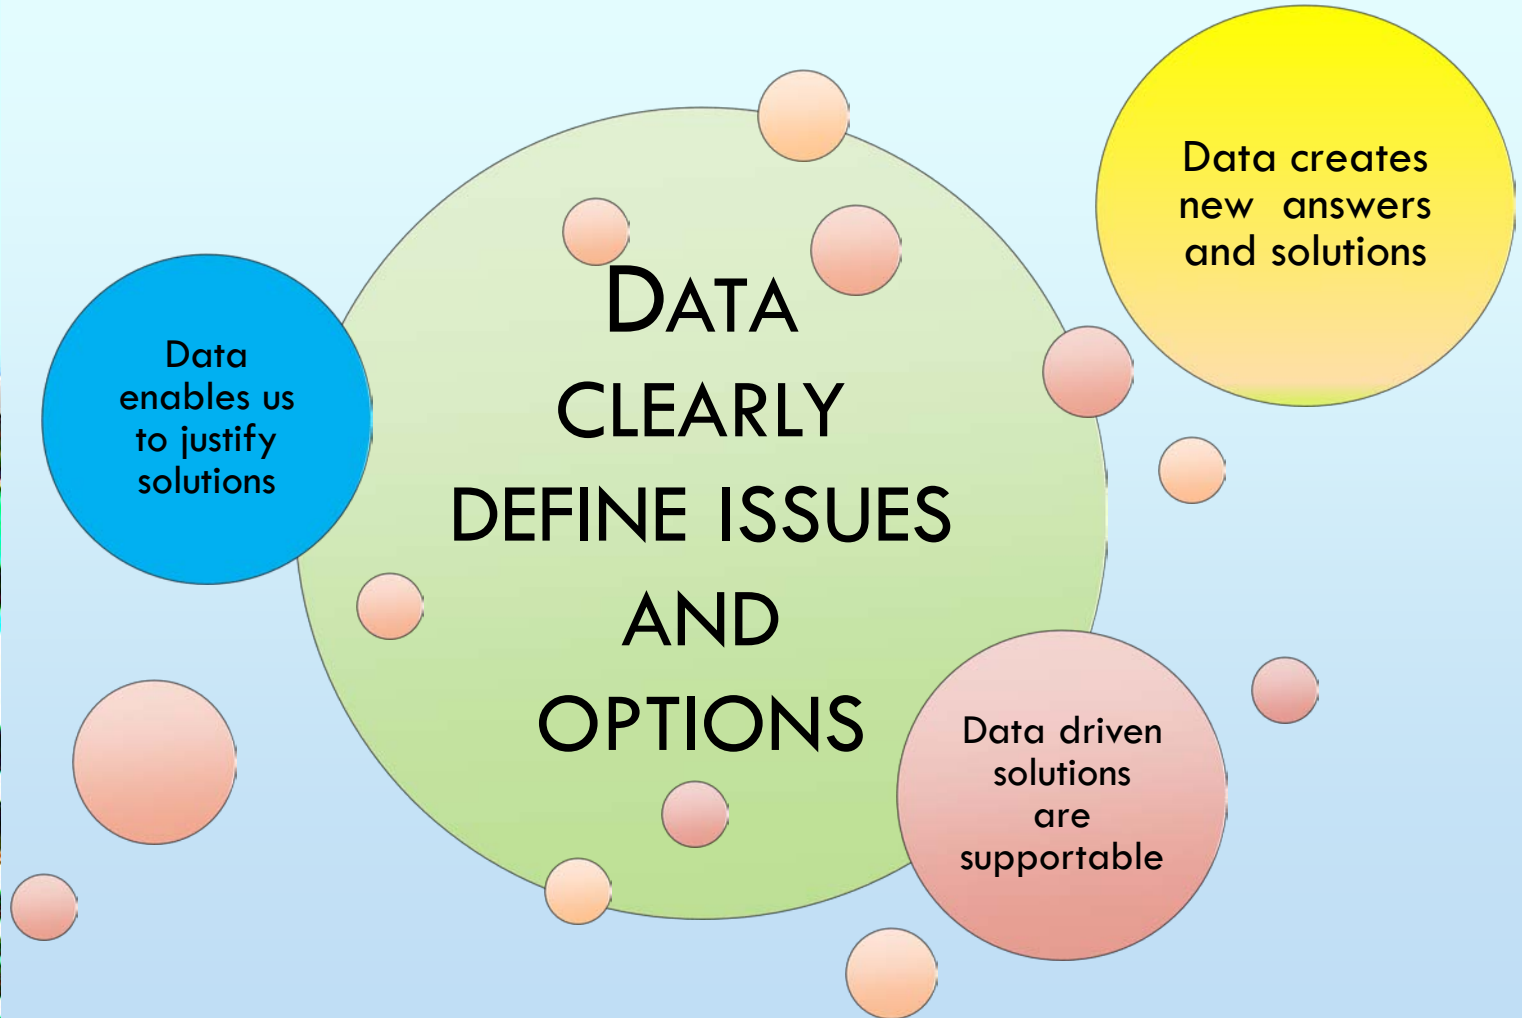 Data creates
new answers
and solutions
Data
enables us
to justify
solutions
DATA
CLEARLY
DEFINE ISSUES
AND
OPTIONS
Data driven
solutions
are
supportable